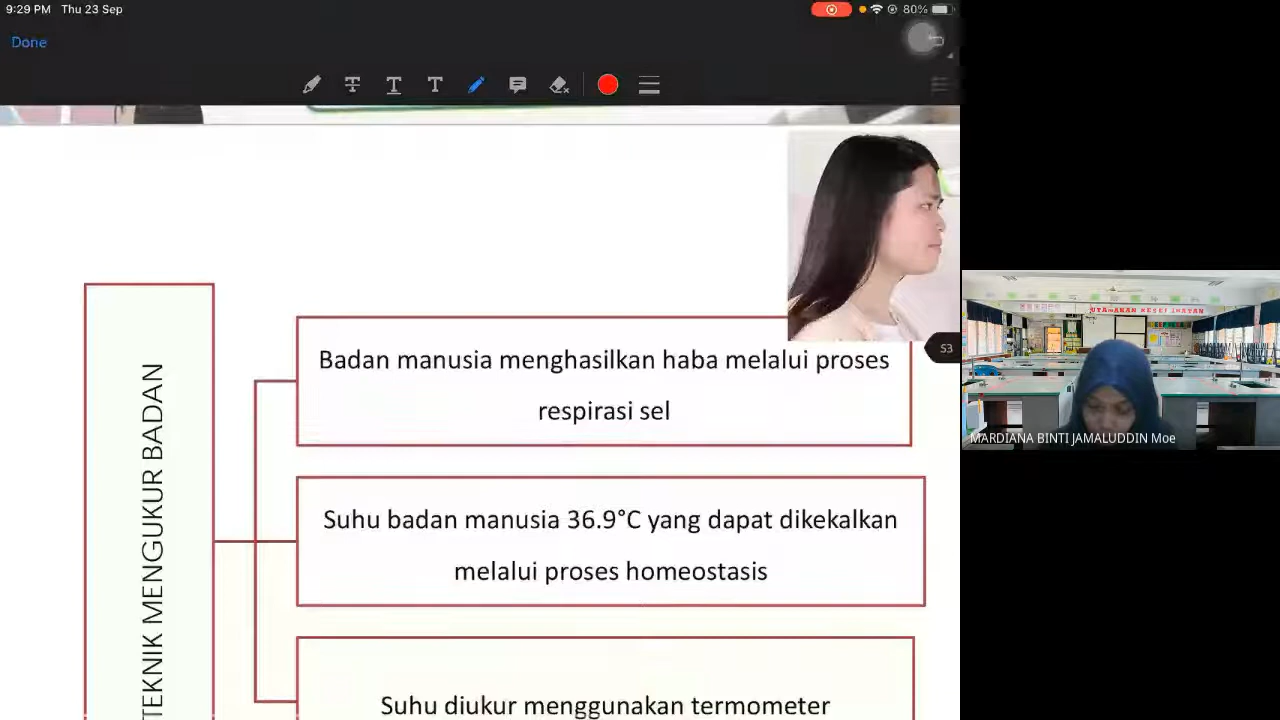 9:29 PM Thu 23 Sep
80%
Done
T
T
T
S3
TEKNIK MENGUKUR BADAN
Badan manusia menghasilkan haba melalui proses
respirasi sel
Suhu badan manusia 36.9°C yang dapat dikekalkan
melalui proses homeostasis
Suhu diukur menggunakan termometer
UTAMAKAN KESELAMATAN
MARDIANA BINTI JAMALUDDIN Moe